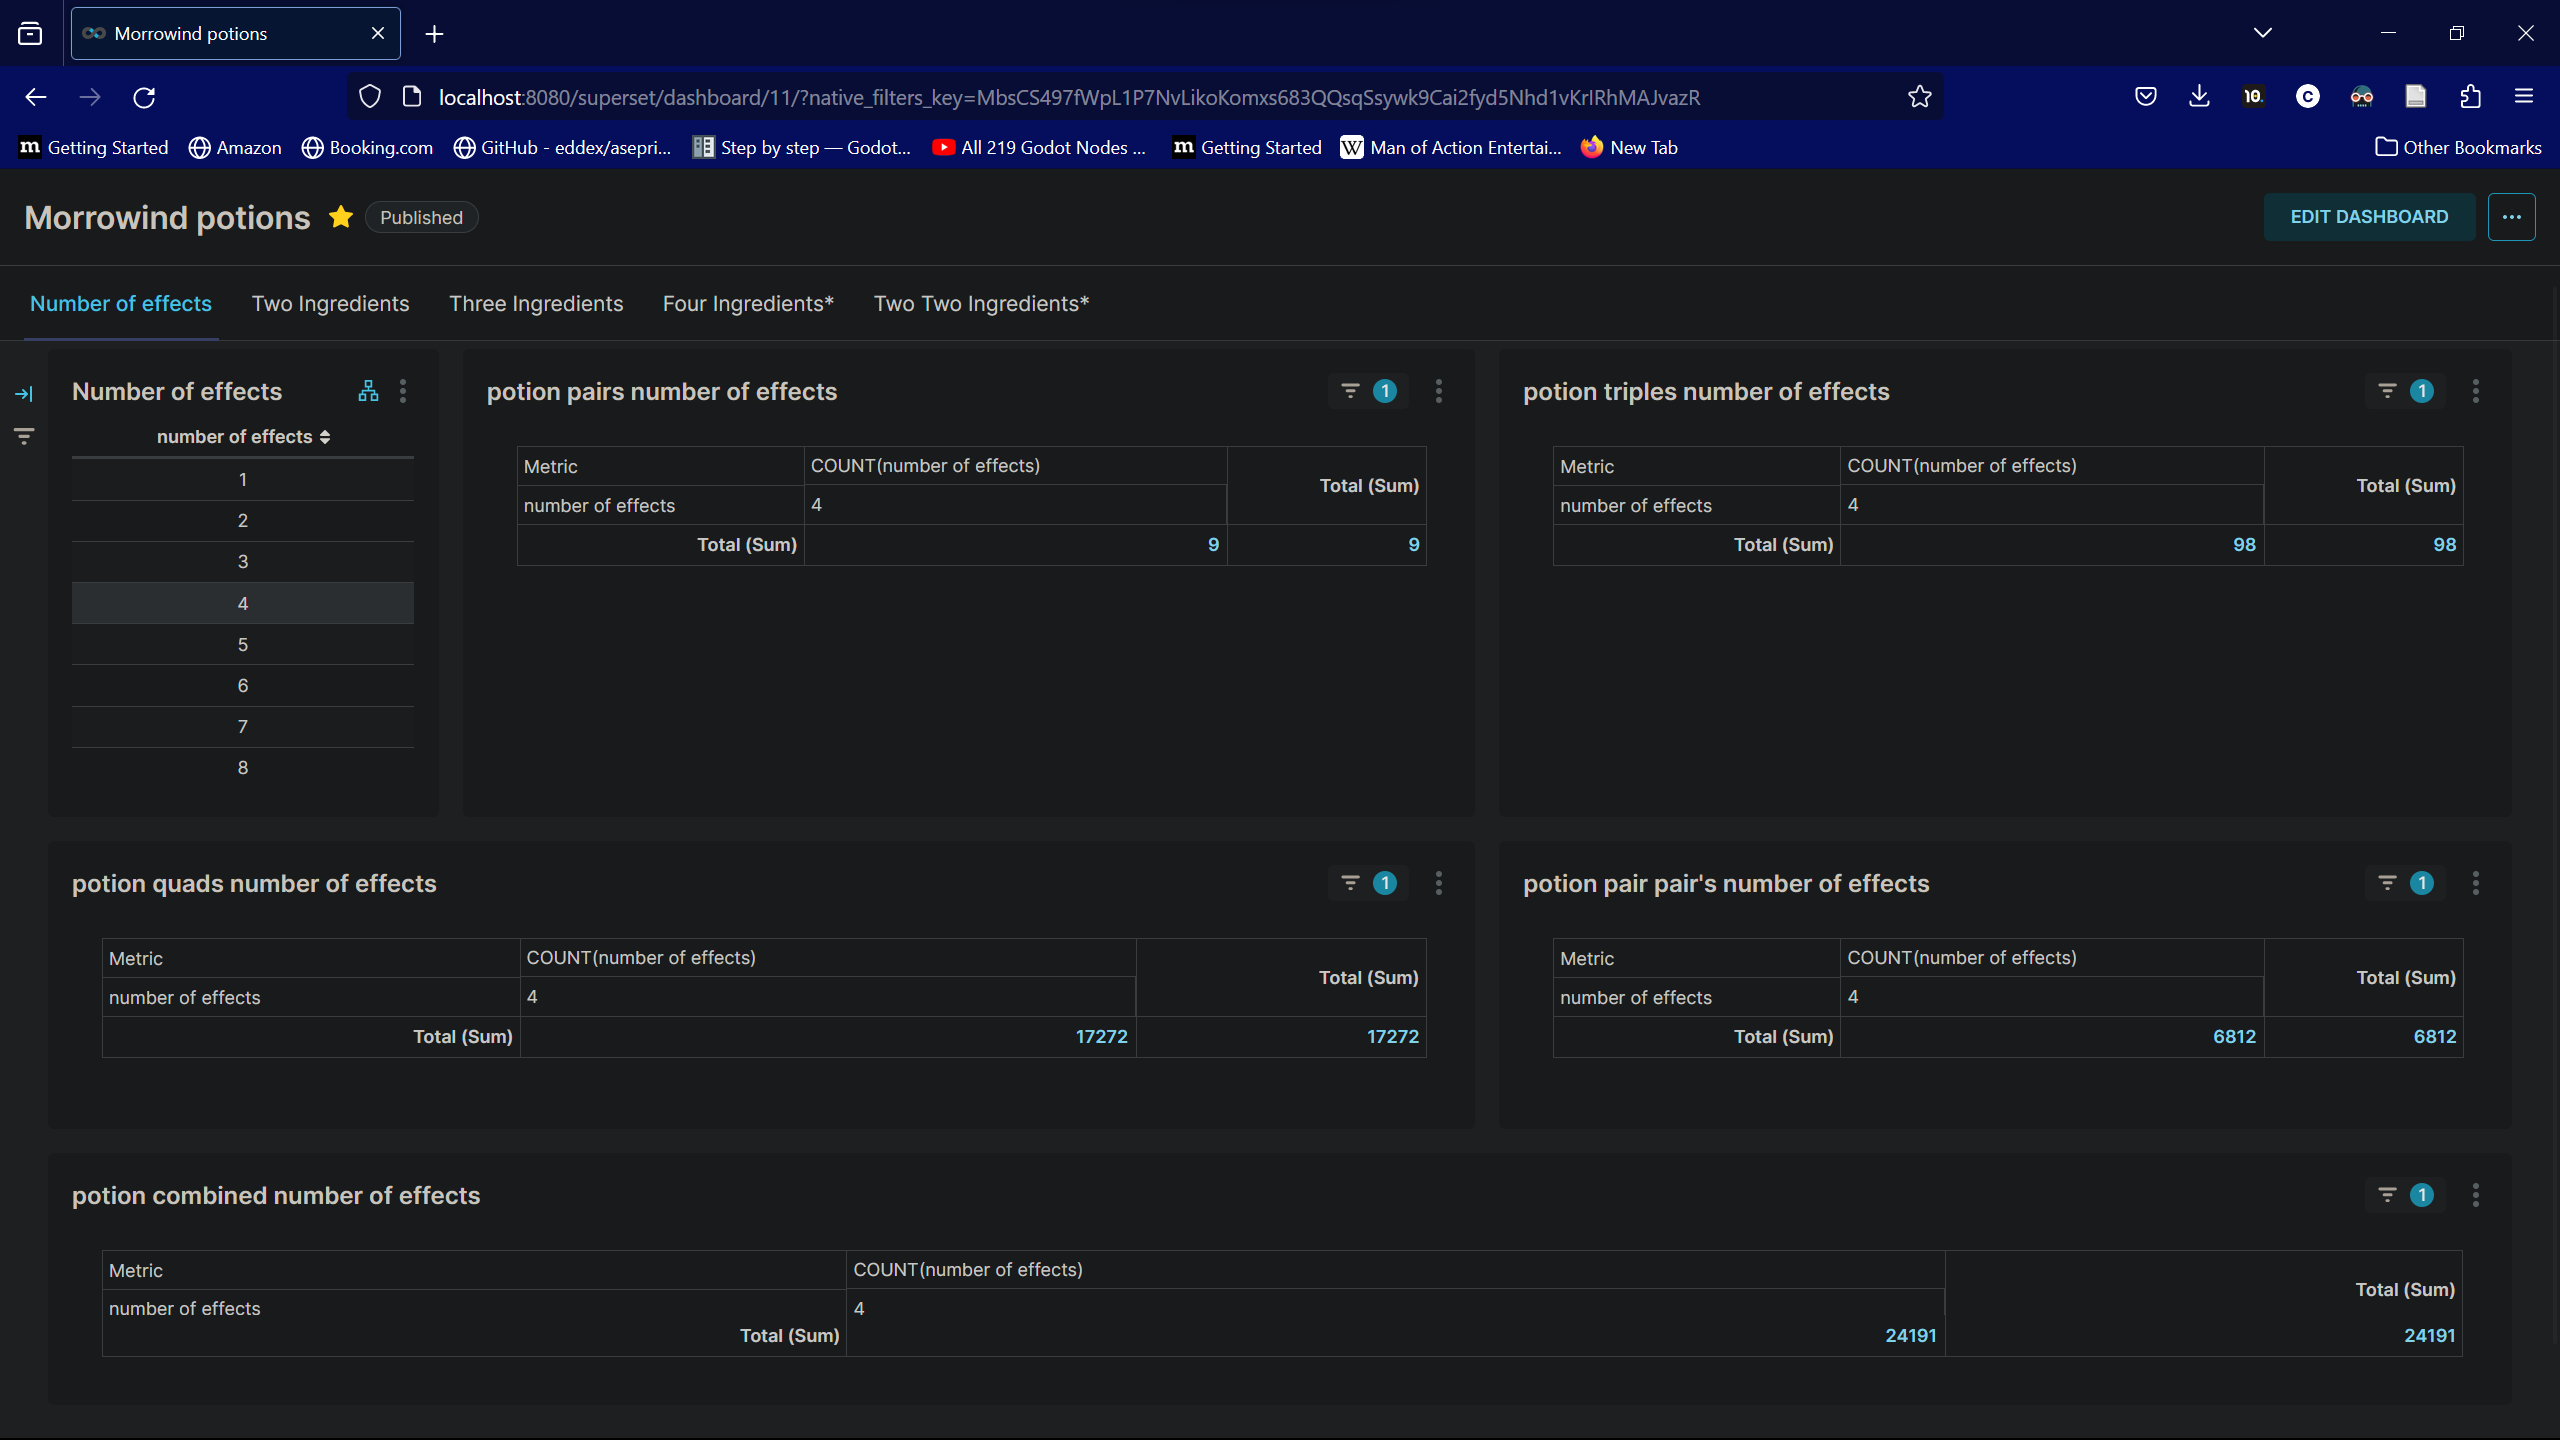 Morrowind potions
localhost:8080/superset/dashboard/11/?native_filters_key=MbsCS497fWpL1P7NvLikoKomxs683QQsqSsywk9Cai2fyd5Nhd1vKrlRhMAJvazR
10.
C
m Getting Started Amazon Booking.com GitHub - eddex/asepri... Step by step — Godot... All 219 Godot Nodes ... m Getting Started W Man of Action Entertai... New Tab Other Bookmarks
Morrowind potions Published EDIT DASHBOARD ...
Number of effects Two Ingredients Three Ingredients Four Ingredients* Two Two Ingredients*
Number of effects
number of effects
1
2
3
4
5
6
7
8
potion pairs number of effects 1
Metric COUNT(number of effects) Total (Sum)
number of effects 4
Total (Sum) 9 9
potion triples number of effects 1
Metric COUNT(number of effects) Total (Sum)
number of effects 4
Total (Sum) 98 98
potion quads number of effects 1
Metric COUNT(number of effects) Total (Sum)
number of effects 4
Total (Sum) 17272 17272
potion pair pair's number of effects 1
Metric COUNT(number of effects) Total (Sum)
number of effects 4
Total (Sum) 6812 6812
potion combined number of effects 1
Metric COUNT(number of effects) Total (Sum)
number of effects 4
Total (Sum) 24191 24191